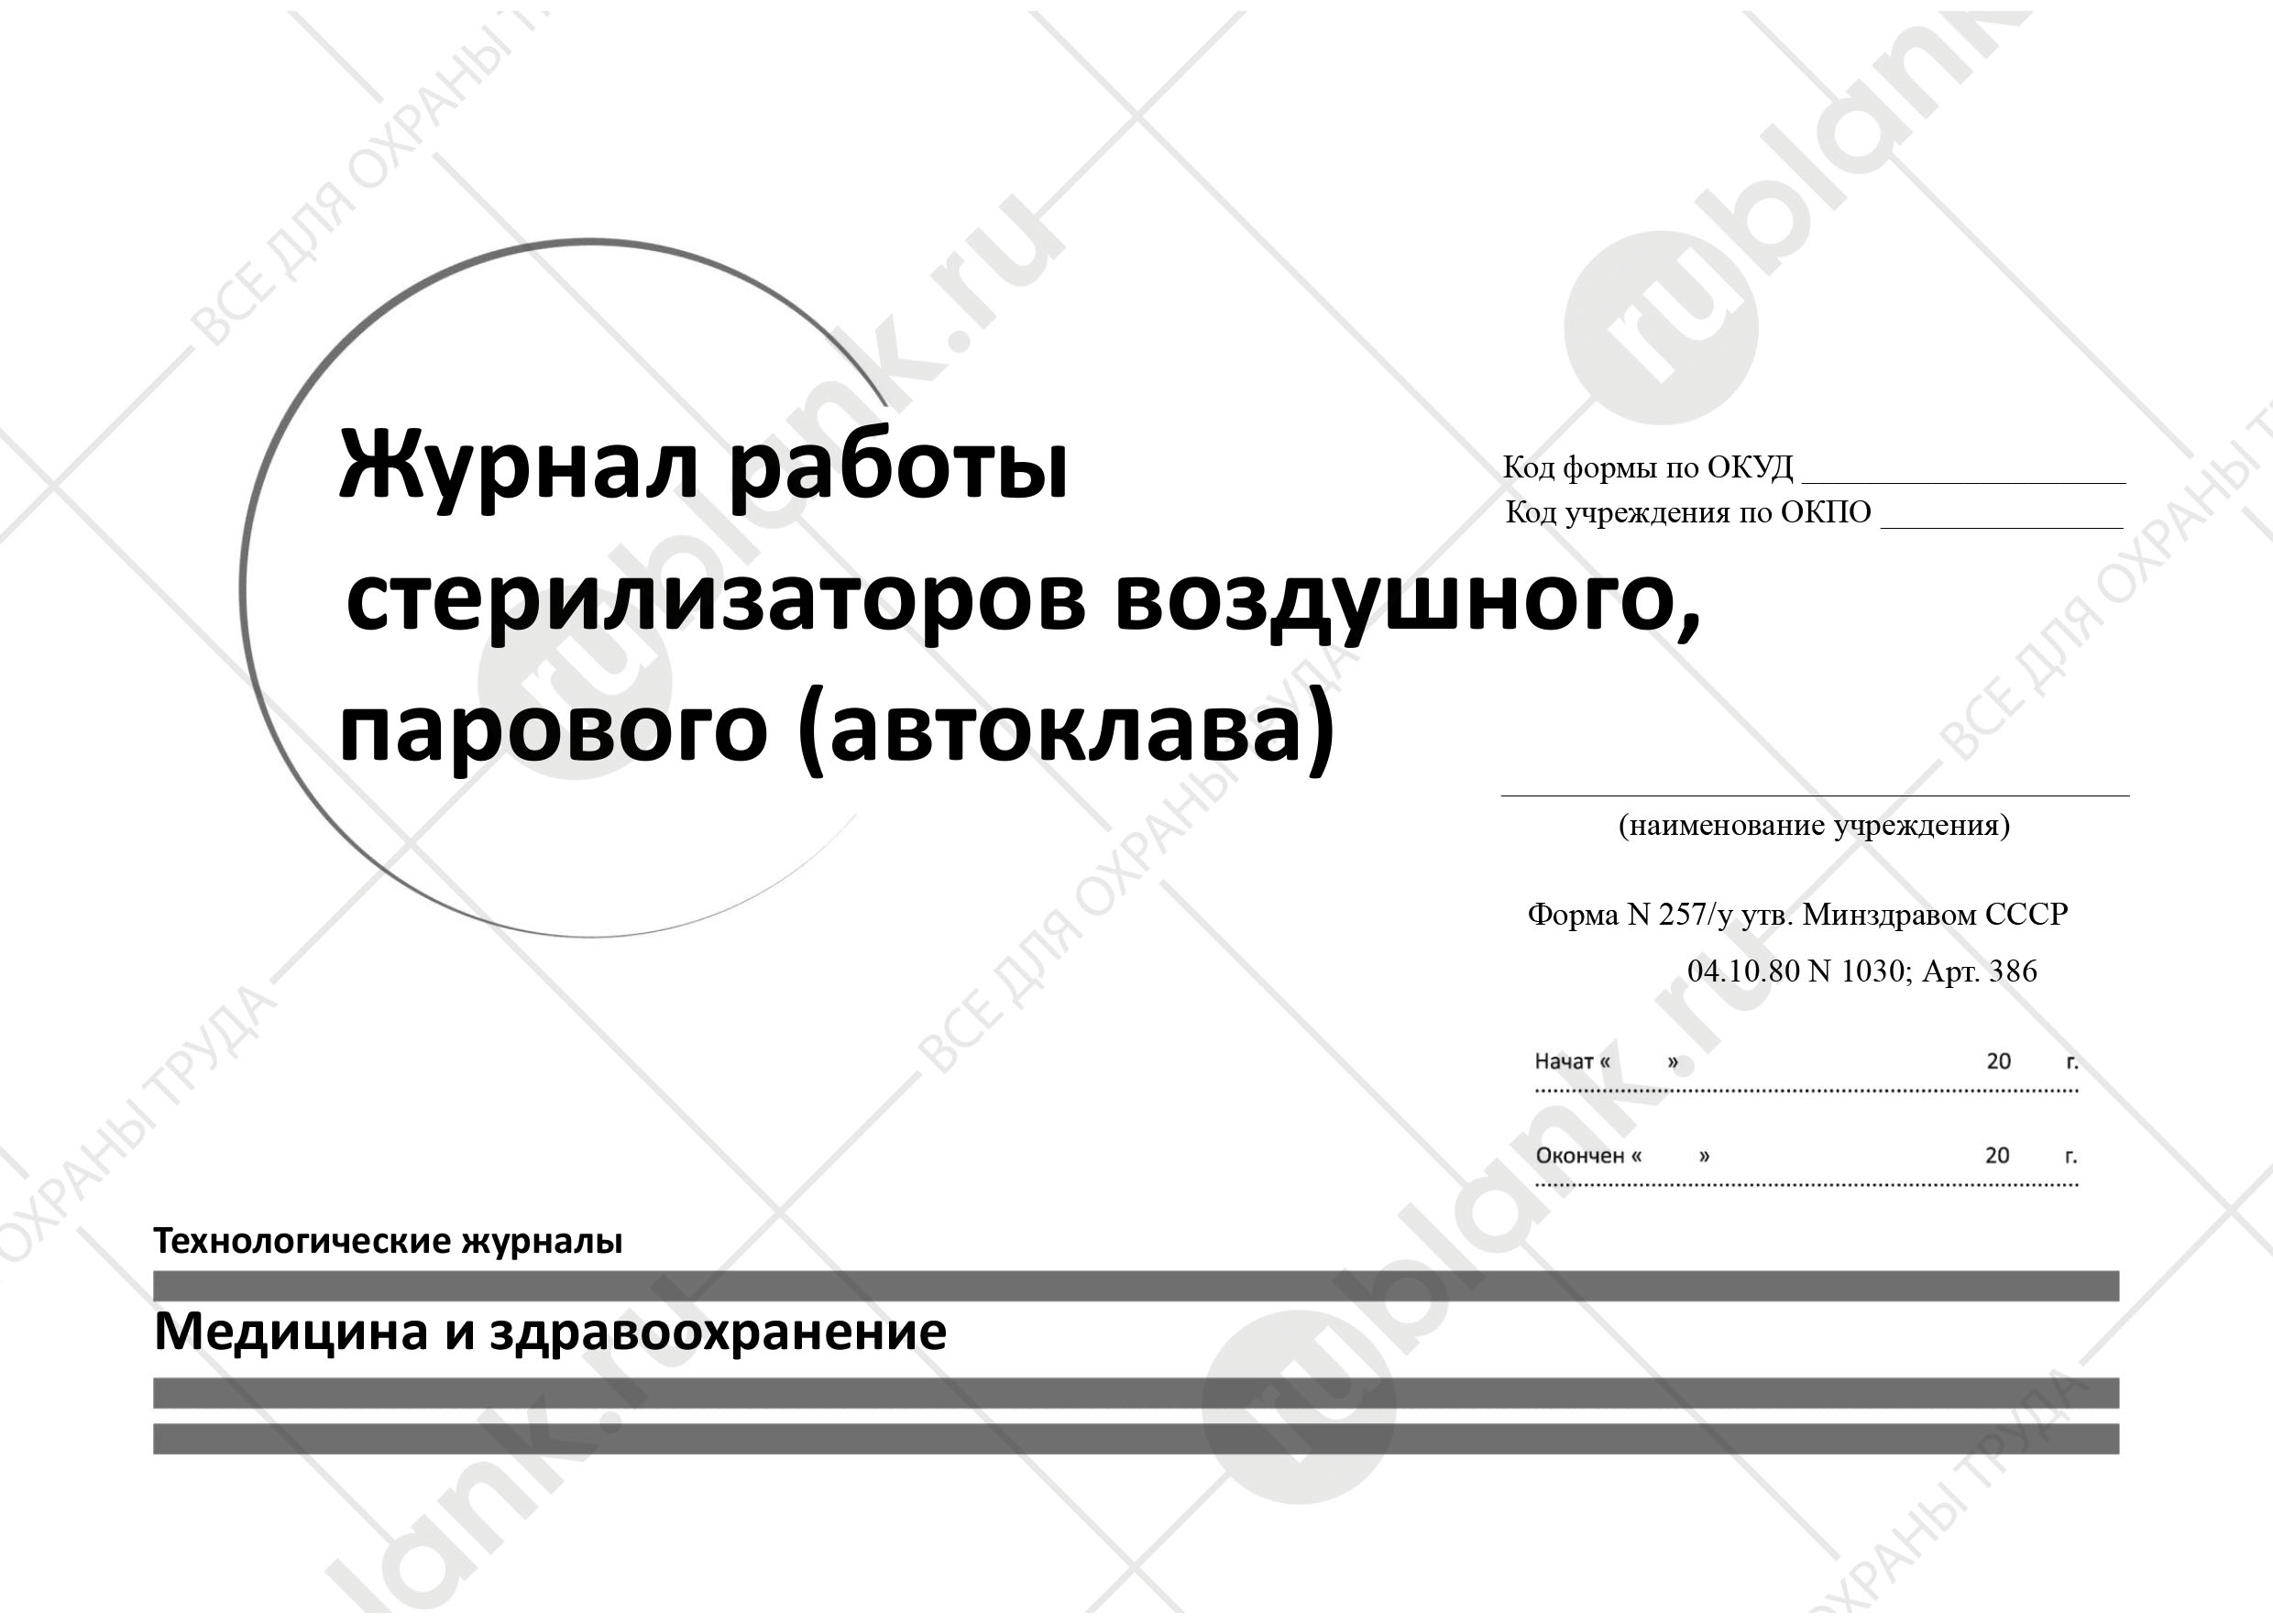 Журнал работы
стерилизаторов воздушного,
парового (автоклава)
Код формы по ОКУД ____________________
Код учреждения по ОКПО _______________
(наименование учреждения)
Форма N 257/у утв. Минздравом СССР
04.10.80 N 1030; Арт. 386
Начат « » 20 г.
Окончен « » 20 г.
Технологические журналы
Медицина и здравоохранение
rublank.ru
ВСЕ ДЛЯ ОХРАНЫ ТРУДА